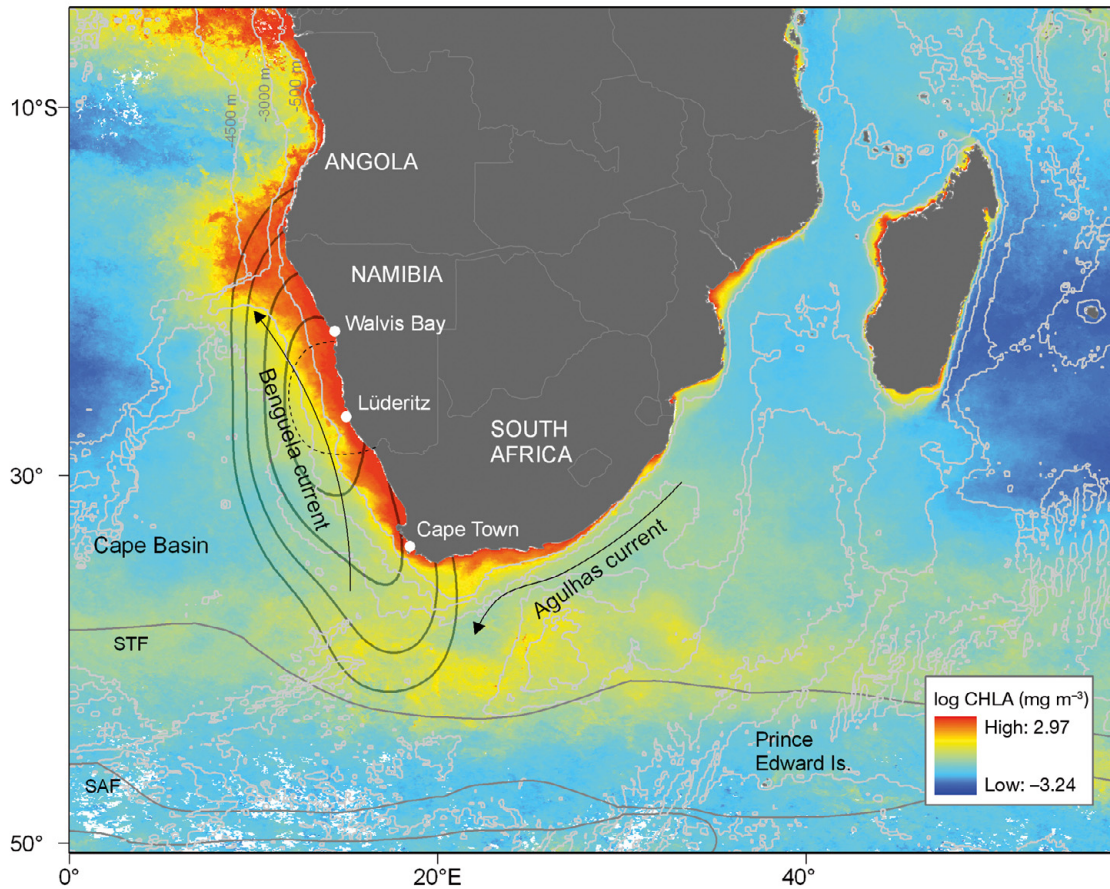 10°S
30°
50°
0°
20°E
40°
-4500 m
-3000 m
-500 m
ANGOLA
NAMIBIA
Walvis Bay
Lüderitz
SOUTH
AFRICA
Cape Town
Benguela current
Agulhas current
Cape Basin
STF
SAF
Prince
Edward Is.
log CHLA (mg m⁻³)
High: 2.97
Low: –3.24